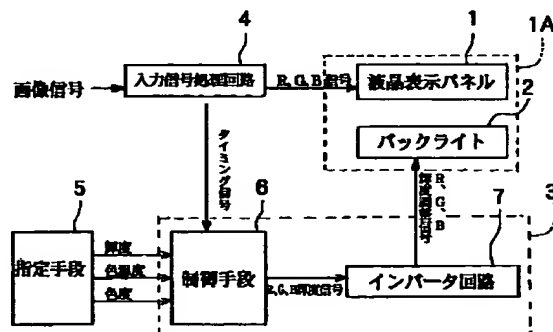 4
1
1A
画像信号
入力信号処理回路
R,G,B信号
液晶表示パネル
2
バックライト
タイミング信号
5
6
7
3
指定手段
輝度
色温度
色度
制御手段
R,G,B輝度信号
インバータ回路
R、G、B